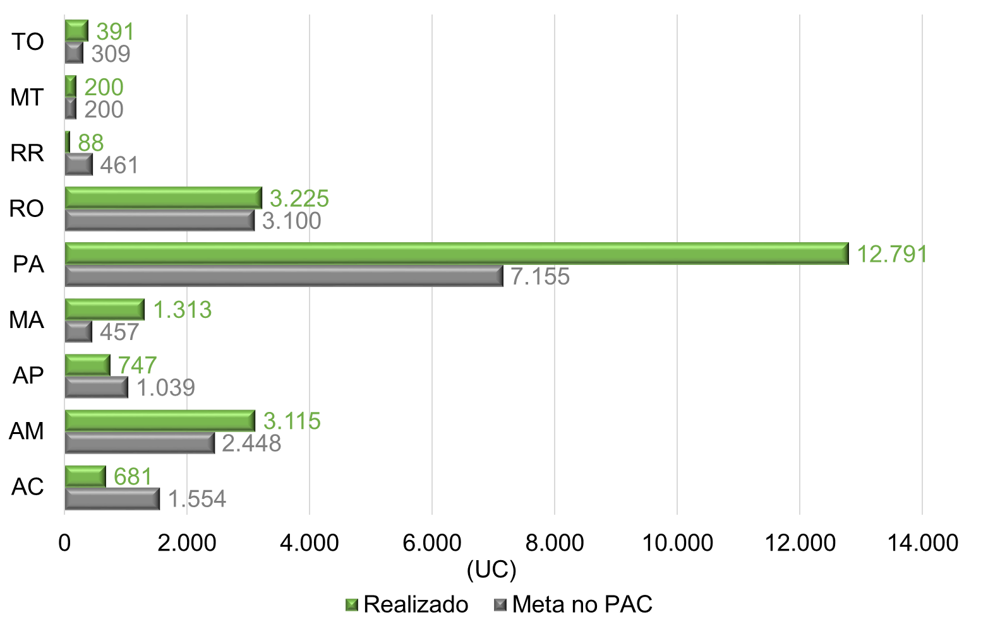 TO
391
309
MT
200
200
RR
88
461
RO
3.225
3.100
PA
12.791
7.155
MA
1.313
457
AP
747
1.039
AM
3.115
2.448
AC
681
1.554
0 2.000 4.000 6.000 8.000 10.000 12.000 14.000
(UC)
Realizado Meta no PAC